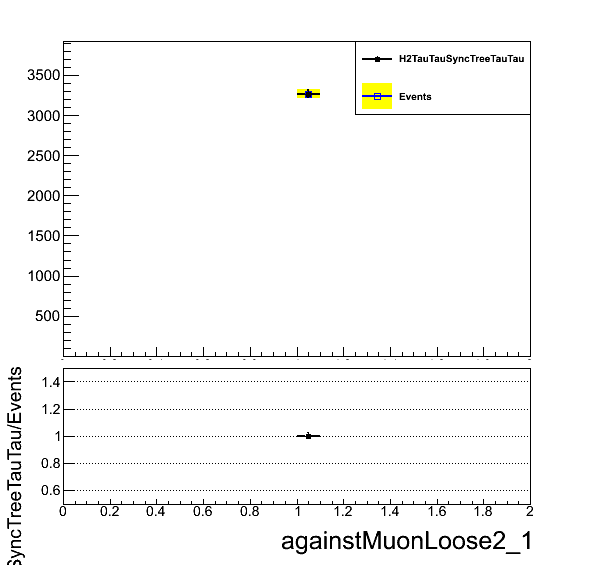 H2TauTauSyncTreeTauTau
Events
3500
3000
2500
2000
1500
1000
500
SyncTreeTauTau/Events
1.4
1.2
1
0.8
0.6
0 0.2 0.4 0.6 0.8 1 1.2 1.4 1.6 1.8 2
againstMuonLoose2_1